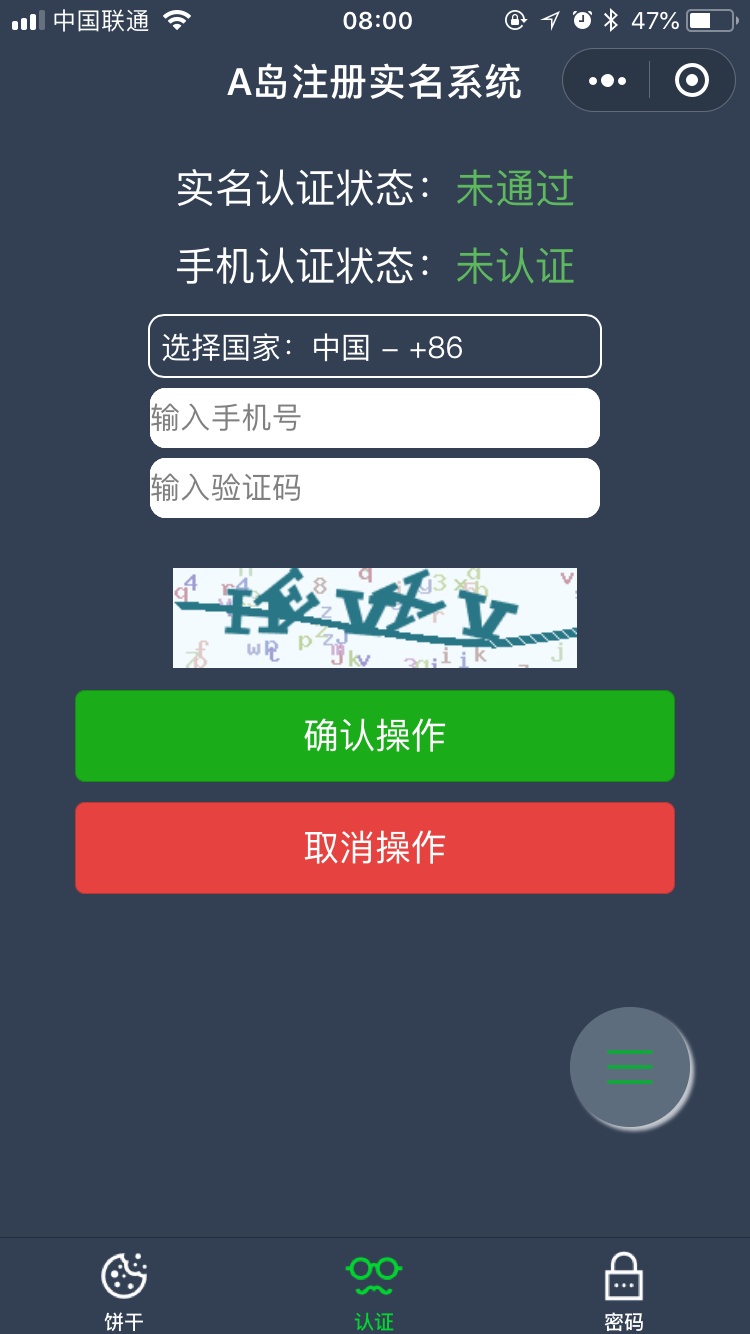 中国联通 08:00 47%
A岛注册实名系统
实名认证状态：未通过
手机认证状态：未认证
选择国家：中国 – +86
输入手机号
输入验证码
确认操作
取消操作
饼干 认证 密码